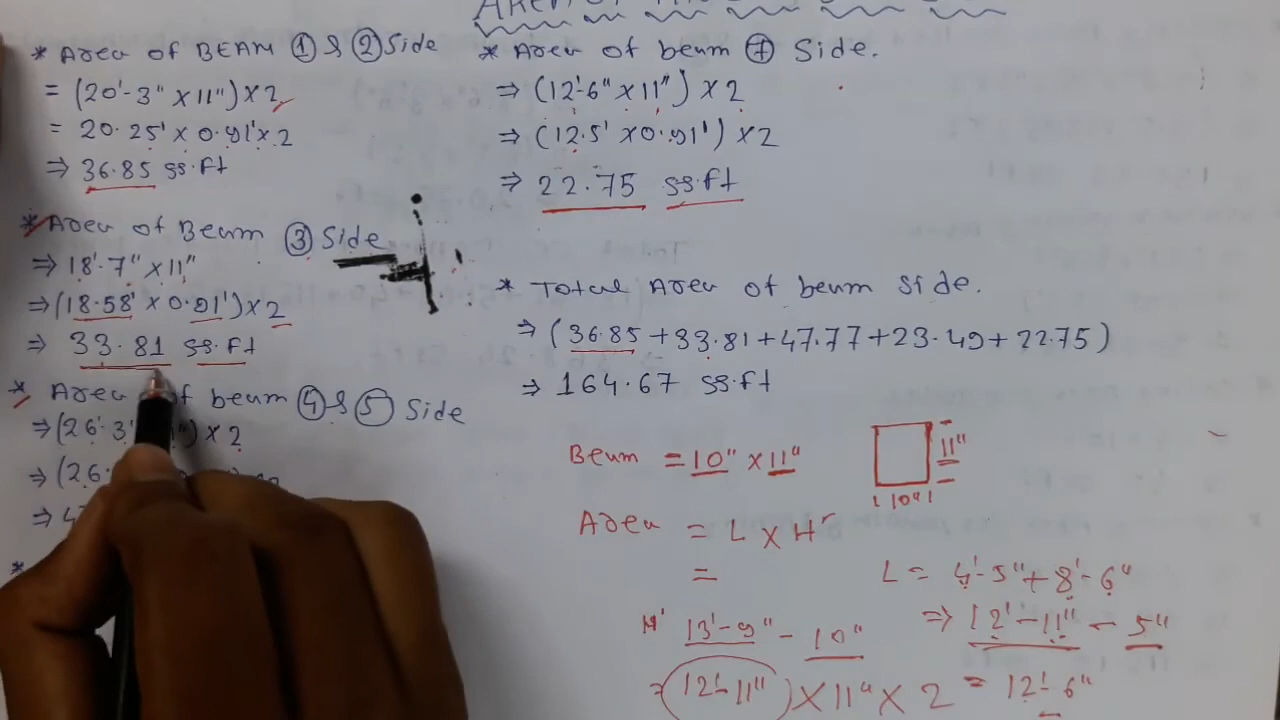 * Area of BEAM ① & ② Side
= (20'-3" X 11") X 2
= 20.25' X 0.91' X 2
⇒ 36.85 sq.ft
* Area of Beam ③ Side
⇒ 18'.7" X 11"
⇒ (18.58' X 0.91') X 2
⇒ 33.81 sq.ft
* Area of beam ④ & ⑤ Side
⇒ (26'-3" X 2
⇒ (26.
⇒ 4
*
* Area of beam ⑦ Side.
⇒ (12'-6" X 11") X 2
⇒ (12.5' X 0.91') X 2
⇒ 22.75 sq.ft
* Total Area of beam side.
⇒ (36.85 + 33.81 + 47.77 + 23.49 + 22.75)
⇒ 164.67 sq.ft
Beam = 10" X 11"
11"
10"
Area = L X H
=
L = 4'-5" + 8'-6"
⇒ 12'-11" - 5"
= 12'-6"
13'-9" - 10"
= 12'-11") X 11" X 2